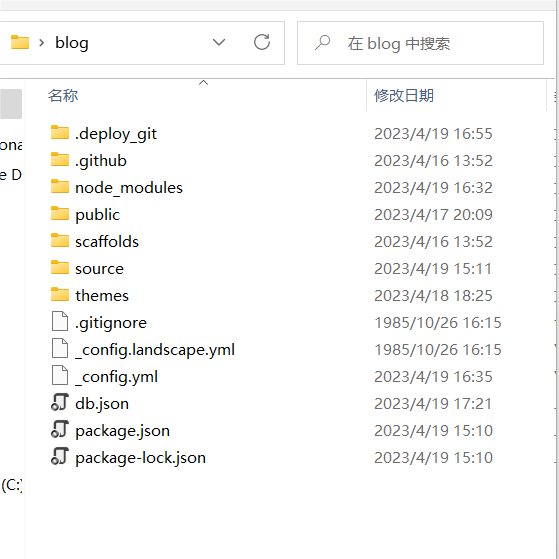 blog
在 blog 中搜索
名称 修改日期
.deploy_git 2023/4/19 16:55
.github 2023/4/16 13:52
node_modules 2023/4/19 16:32
public 2023/4/17 20:09
scaffolds 2023/4/16 13:52
source 2023/4/19 15:11
themes 2023/4/18 18:25
.gitignore 1985/10/26 16:15
_config.landscape.yml 1985/10/26 16:15
_config.yml 2023/4/19 16:35
db.json 2023/4/19 17:21
package.json 2023/4/19 15:10
package-lock.json 2023/4/19 15:10
ona
e D
(C:)